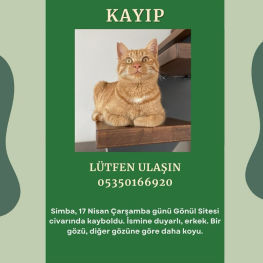 KAYIP
LÜTFEN ULAŞIN
05350166920
Simba, 17 Nisan Çarşamba günü Gönül Sitesi
civarında kayboldu. İsmine duyarlı, erkek. Bir
gözü, diğer gözüne göre daha koyu.